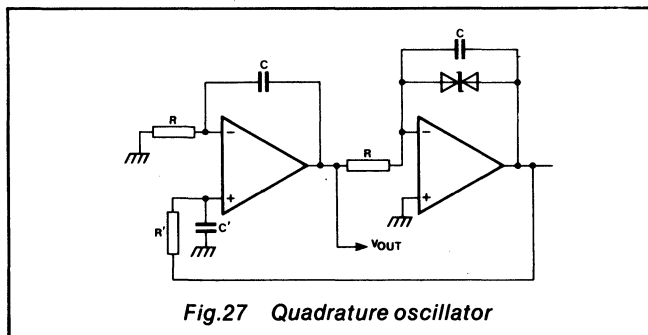 C
C
R
−
+
R
−
+
R'
C'
VOUT
Fig.27 Quadrature oscillator